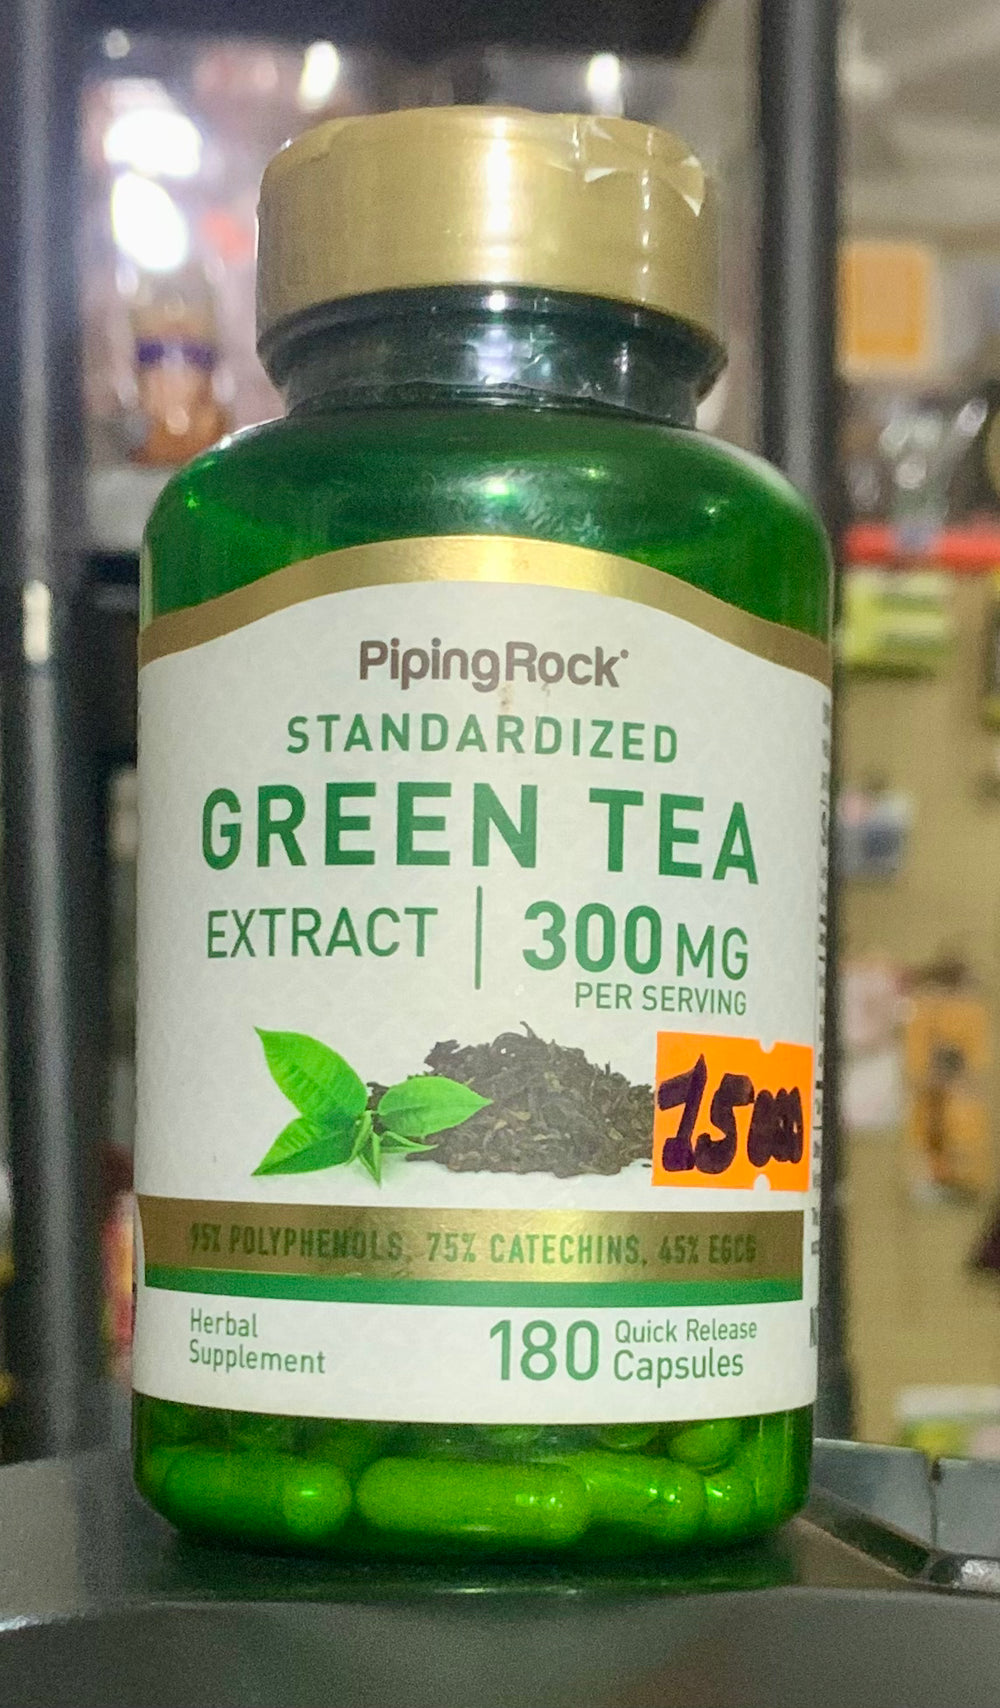 PipingRock
STANDARDIZED
GREEN TEA
EXTRACT | 300 MG
PER SERVING
15000
95% POLYPHENOLS, 75% CATECHINS, 45% EGCG
Herbal
Supplement
180 Quick Release
Capsules